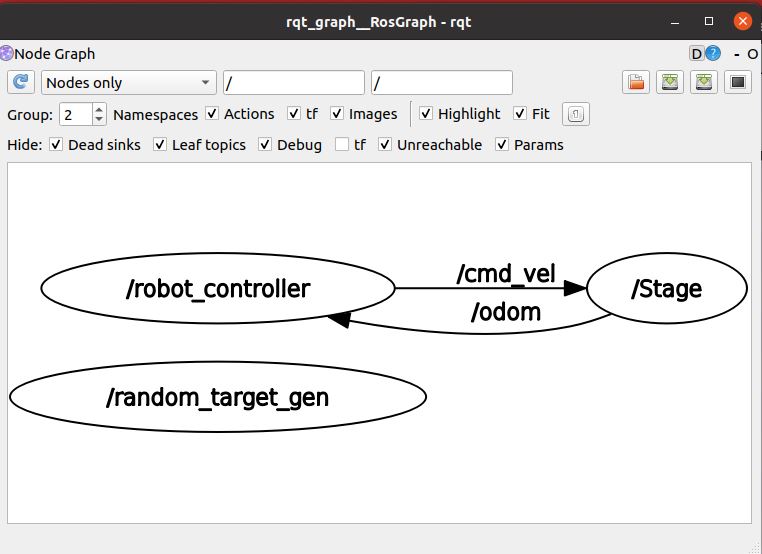 rqt_graph__RosGraph - rqt
Node Graph D ? - O
Nodes only / /
Group: 2 Namespaces Actions tf Images Highlight Fit
Hide: Dead sinks Leaf topics Debug tf Unreachable Params
/robot_controller /cmd_vel /Stage
/odom
/random_target_gen